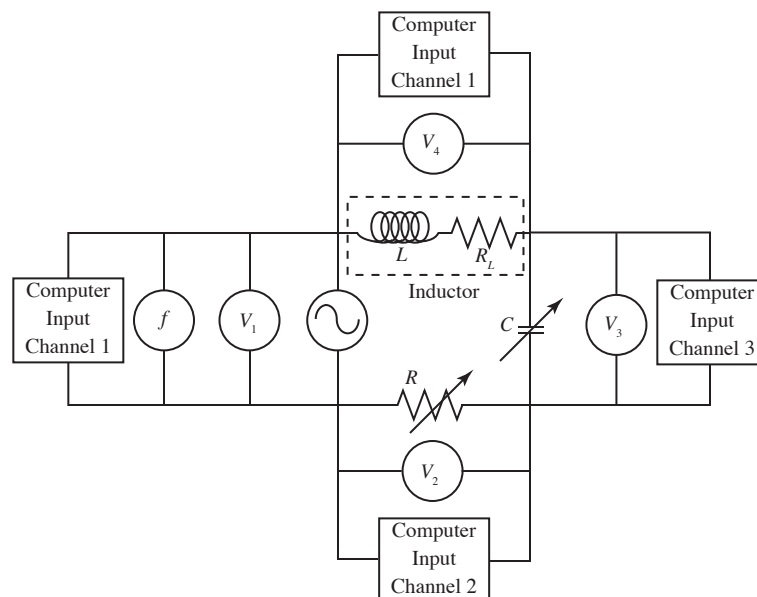 Computer
Input
Channel 1
V4
L
RL
Inductor
Computer
Input
Channel 1
f
V1
C
V3
Computer
Input
Channel 3
R
V2
Computer
Input
Channel 2